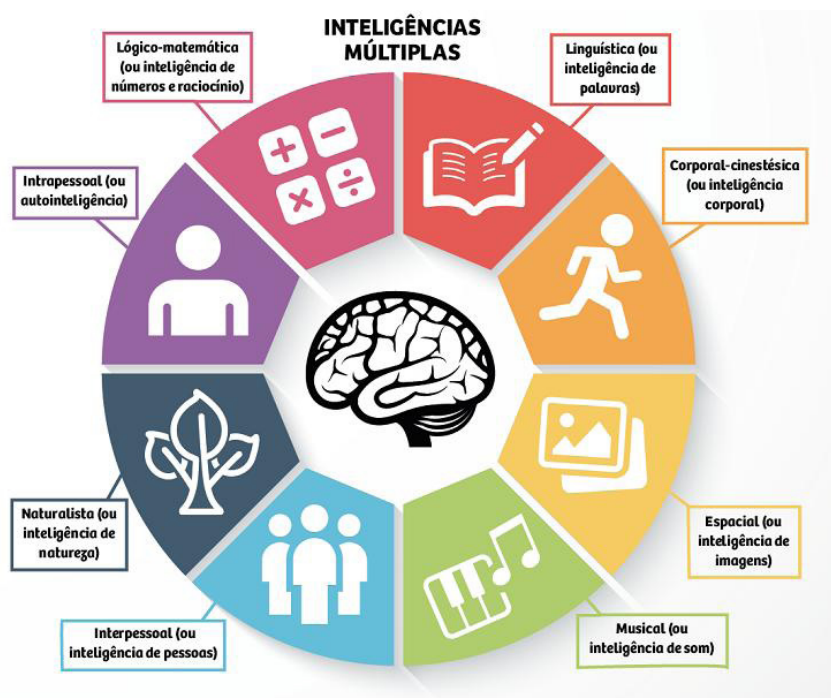 INTELIGÊNCIAS
MÚLTIPLAS
Lógico-matemática
(ou inteligência de
números e raciocínio)
Linguística (ou
inteligência de
palavras)
Intrapessoal (ou
autointeligência)
Corporal-cinestésica
(ou inteligência
corporal)
Naturalista (ou
inteligência de
natureza)
Espacial (ou
inteligência de
imagens)
Interpessoal (ou
inteligência de pessoas)
Musical (ou
inteligência de som)